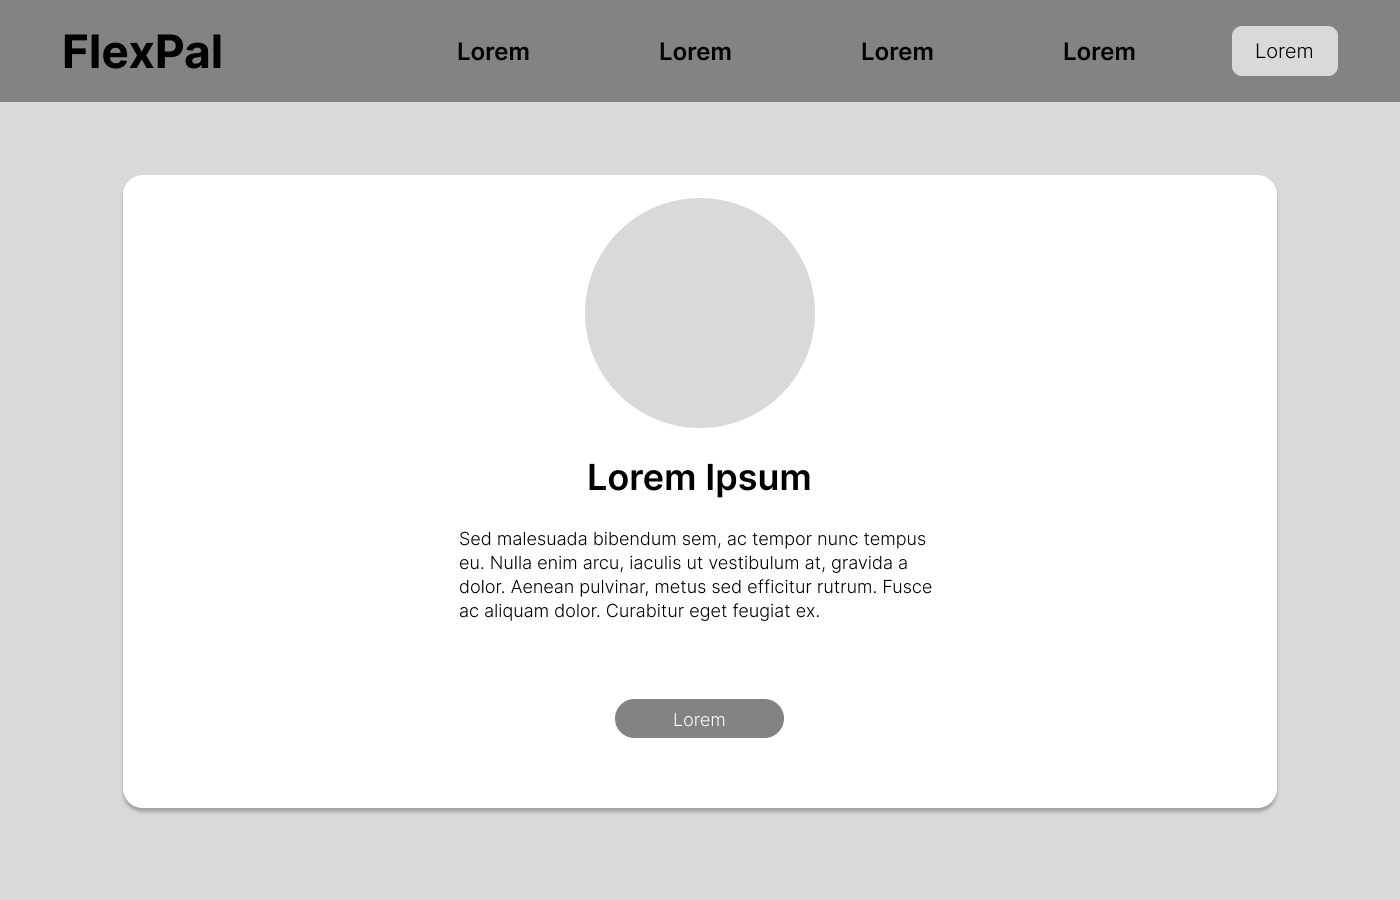 FlexPal
Lorem
Lorem
Lorem
Lorem
Lorem
Lorem Ipsum
Sed malesuada bibendum sem, ac tempor nunc tempus
eu. Nulla enim arcu, iaculis ut vestibulum at, gravida a
dolor. Aenean pulvinar, metus sed efficitur rutrum. Fusce
ac aliquam dolor. Curabitur eget feugiat ex.
Lorem